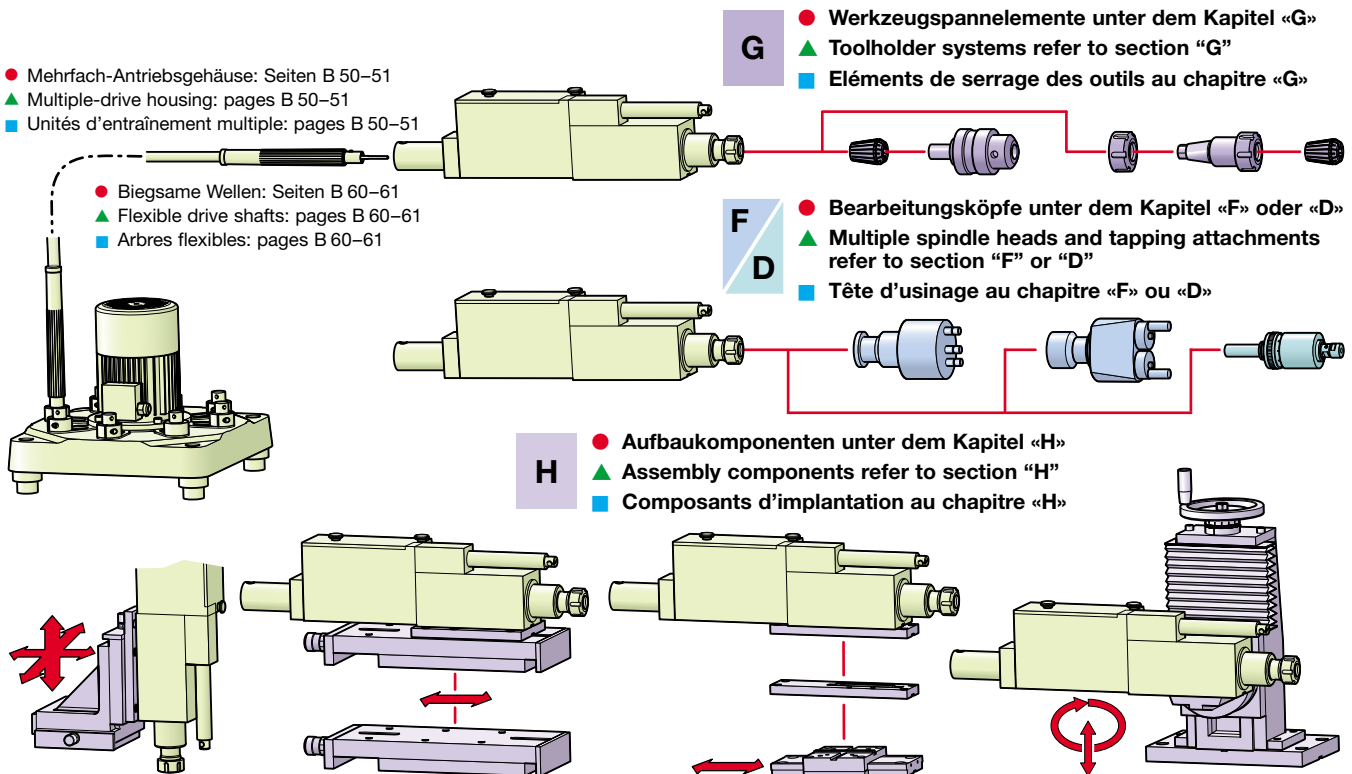 G
Werkzeugspannelemente unter dem Kapitel «G»
Toolholder systems refer to section “G”
Eléments de serrage des outils au chapitre «G»
Mehrfach-Antriebsgehäuse: Seiten B 50–51
Multiple-drive housing: pages B 50–51
Unités d’entraînement multiple: pages B 50–51
Biegsame Wellen: Seiten B 60–61
Flexible drive shafts: pages B 60–61
Arbres flexibles: pages B 60–61
F
D
Bearbeitungsköpfe unter dem Kapitel «F» oder «D»
Multiple spindle heads and tapping attachments
refer to section “F” or “D”
Tête d’usinage au chapitre «F» ou «D»
H
Aufbaukomponenten unter dem Kapitel «H»
Assembly components refer to section “H”
Composants d’implantation au chapitre «H»